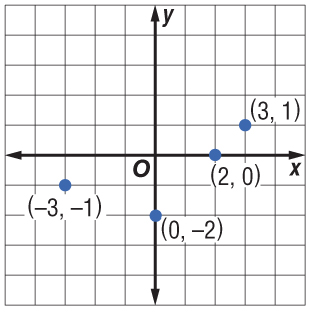 y
(3, 1)
O
(2, 0)
x
(–3, –1)
(0, –2)